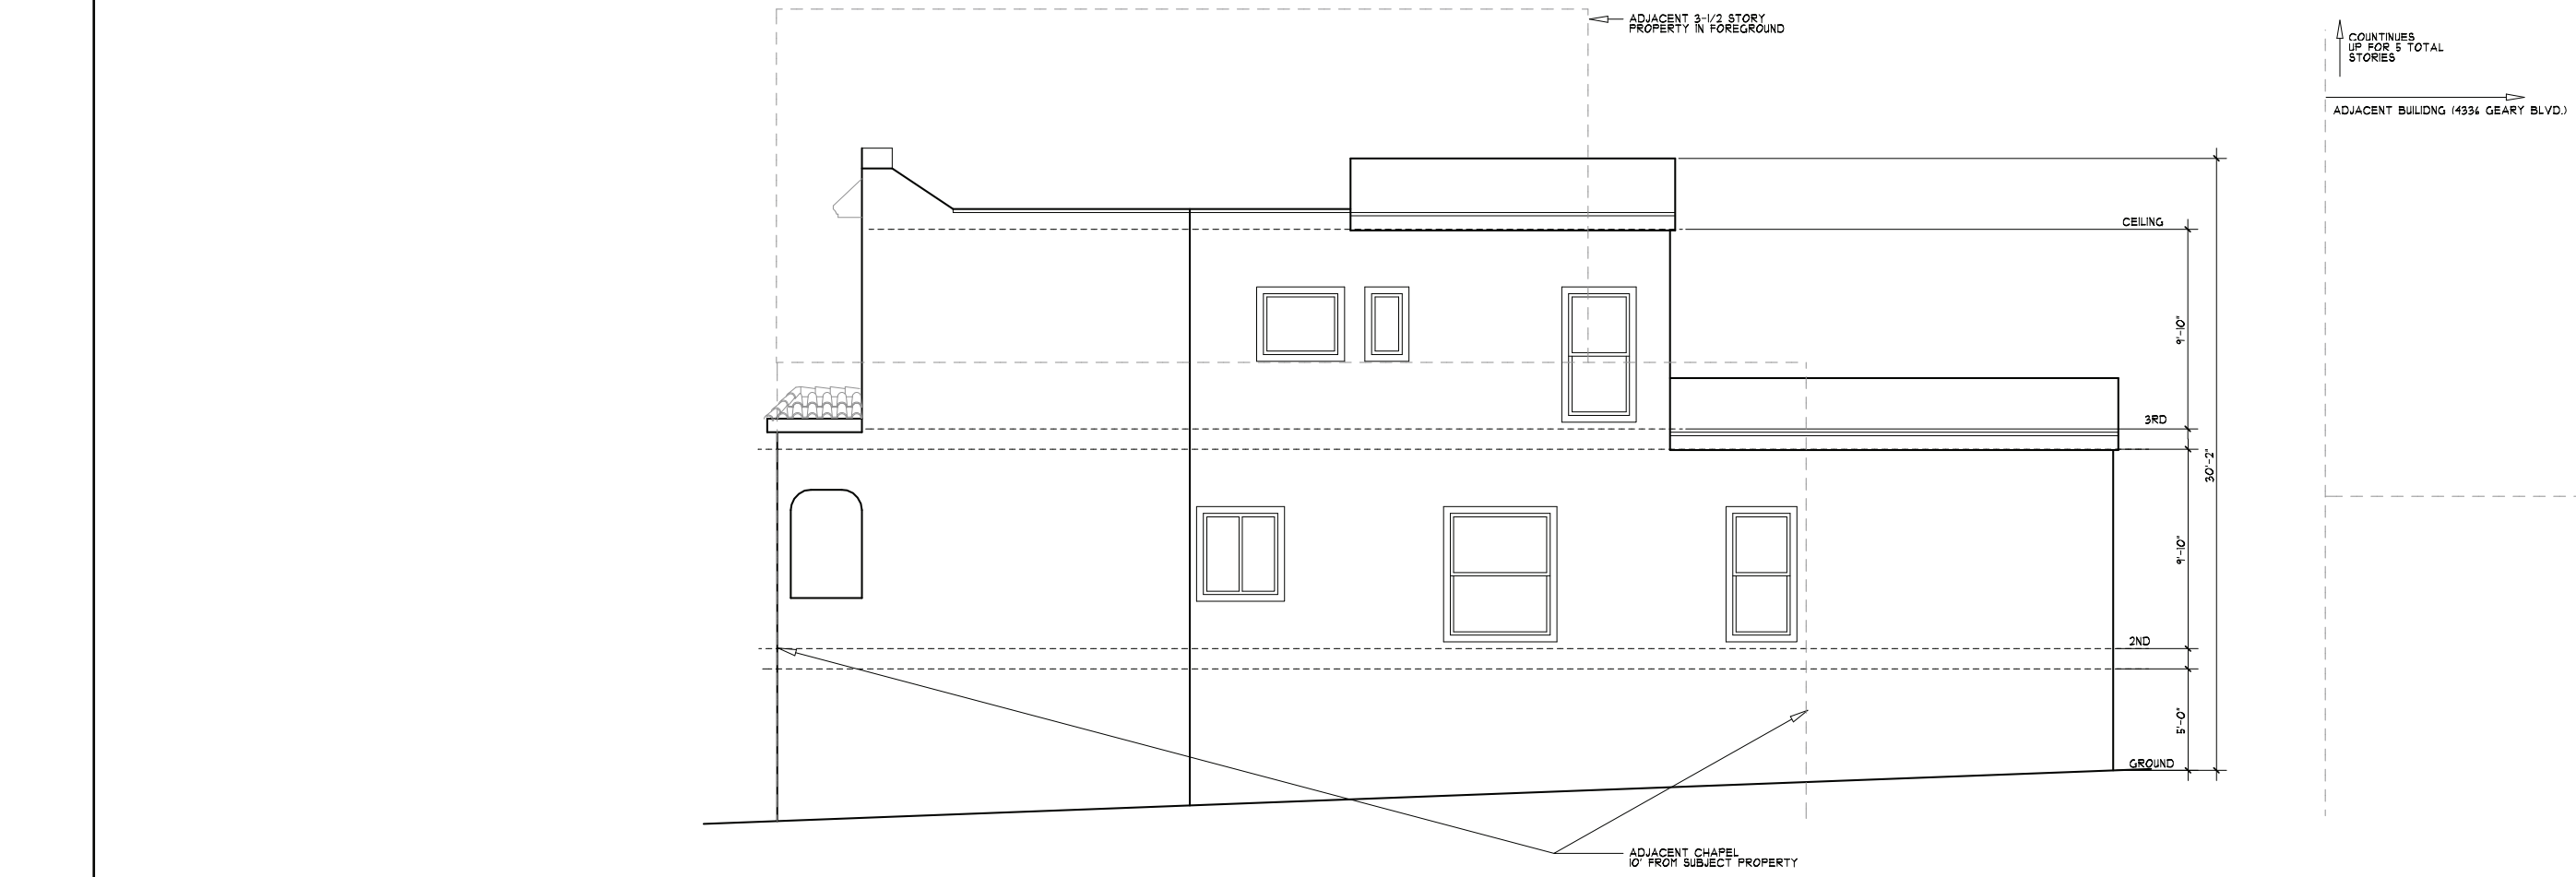 ADJACENT 3-1/2 STORY
PROPERTY IN FOREGROUND
COUNTINUES
UP FOR 5 TOTAL
STORIES
ADJACENT BUILIDNG (4336 GEARY BLVD.)
CEILING
9'-10"
3RD
30'-2"
9'-10"
2ND
5'-0"
GROUND
ADJACENT CHAPEL
10' FROM SUBJECT PROPERTY